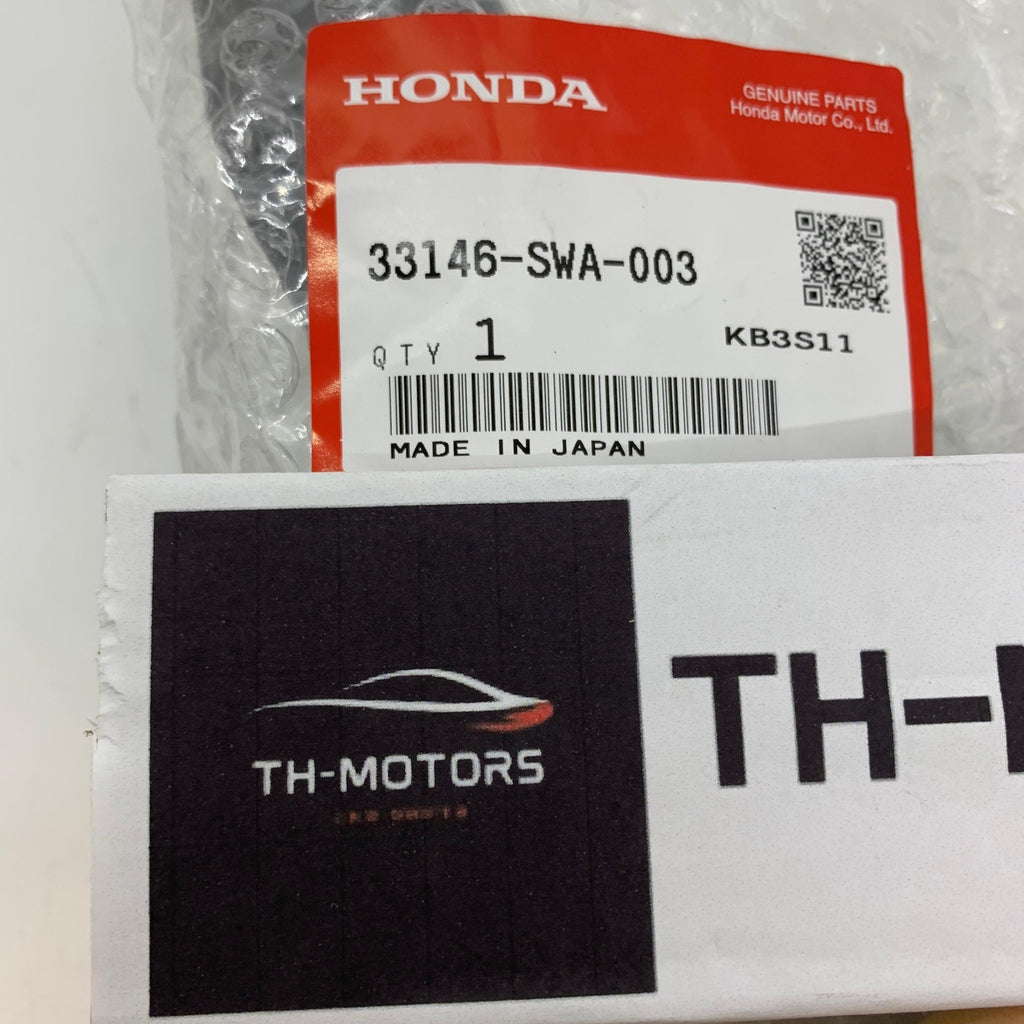 HONDA
GENUINE PARTS
Honda Motor Co., Ltd.
33146-SWA-003
QTY 1
KB3S11
MADE IN JAPAN
TH-
TH-MOTORS